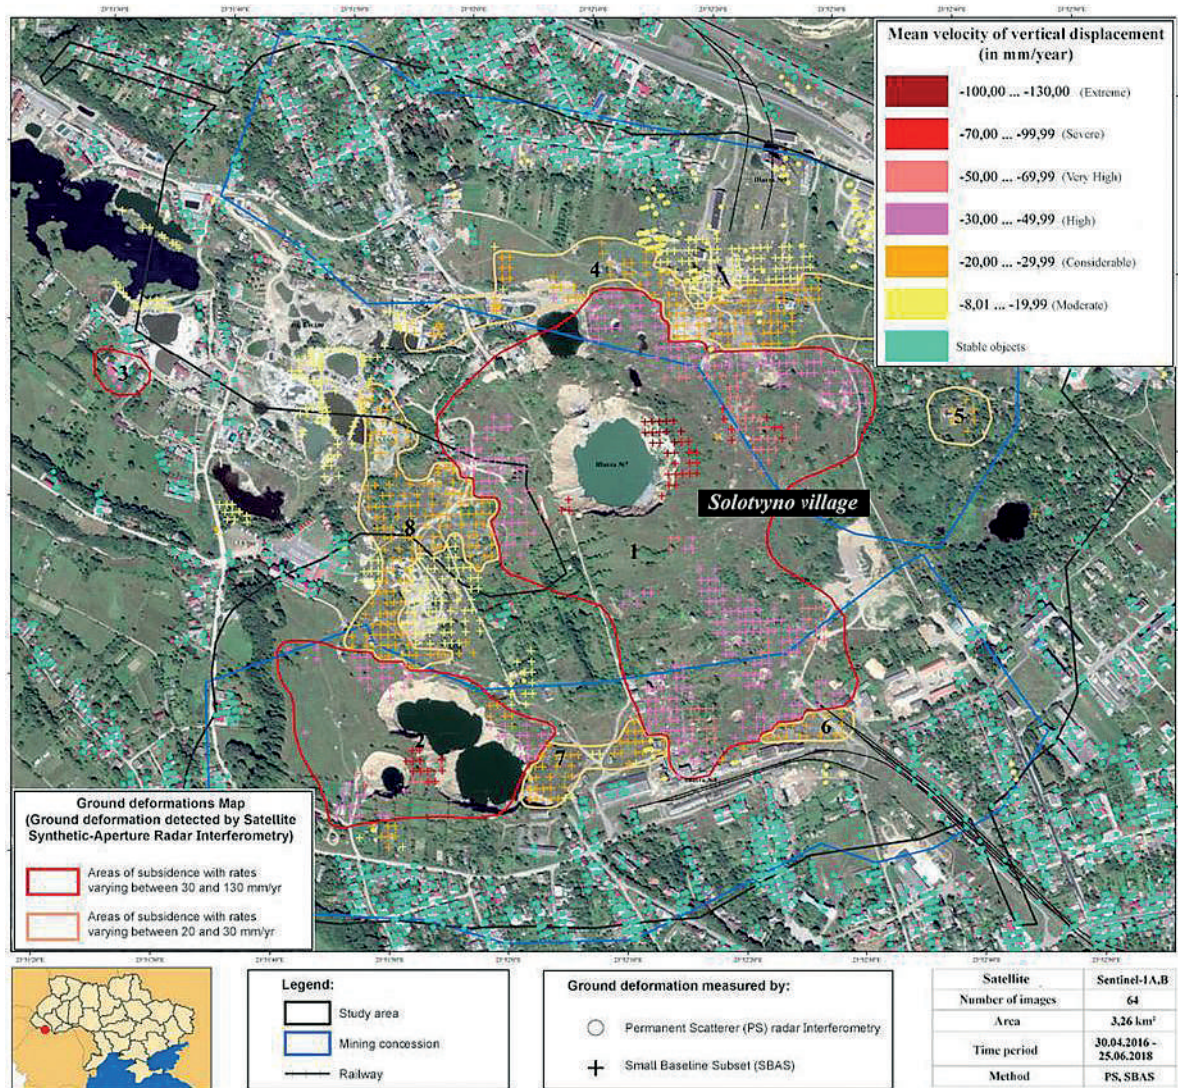 Mean velocity of vertical displacement
(in mm/year)
-100,00 ... -130,00 (Extreme)
-70,00 ... -99,99 (Severe)
-50,00 ... -69,99 (Very High)
-30,00 ... -49,99 (High)
-20,00 ... -29,99 (Considerable)
-8,01 ... -19,99 (Moderate)
Stable objects
4
3
5
Solotvyno village
8
1
6
7
Ground deformations Map
(Ground deformation detected by Satellite
Synthetic-Aperture Radar Interferometry)
Areas of subsidence with rates
varying between 30 and 130 mm/yr
Areas of subsidence with rates
varying between 20 and 30 mm/yr
Legend:
Study area
Mining concession
Railway
Ground deformation measured by:
Permanent Scatterer (PS) radar Interferometry
Small Baseline Subset (SBAS)
Satellite Sentinel-1A,B
Number of images 64
Area 3,26 km²
Time period 30.04.2016 -
25.06.2018
Method PS, SBAS